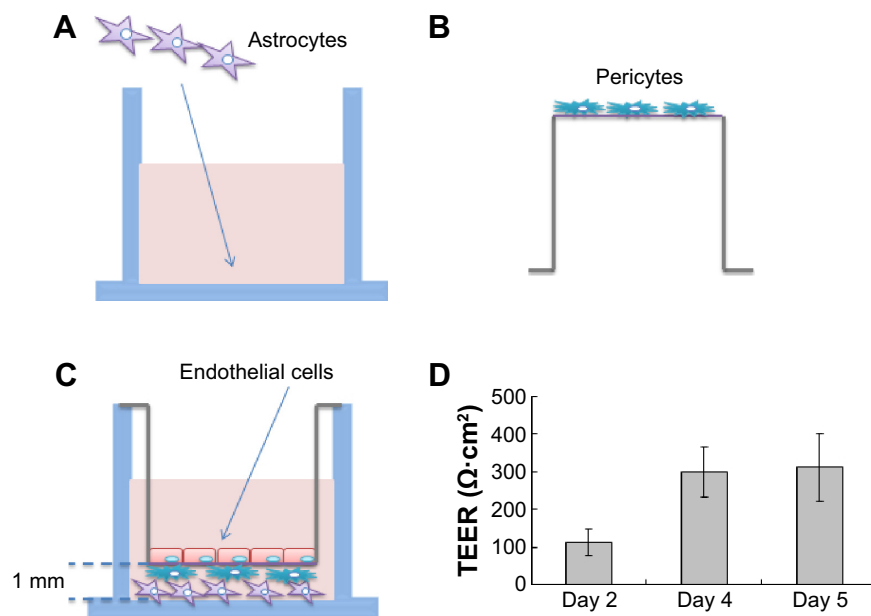 A
Astrocytes
B
Pericytes
C
Endothelial cells
1 mm
D
TEER (Ω·cm²)
500
400
300
200
100
0
Day 2 Day 4 Day 5